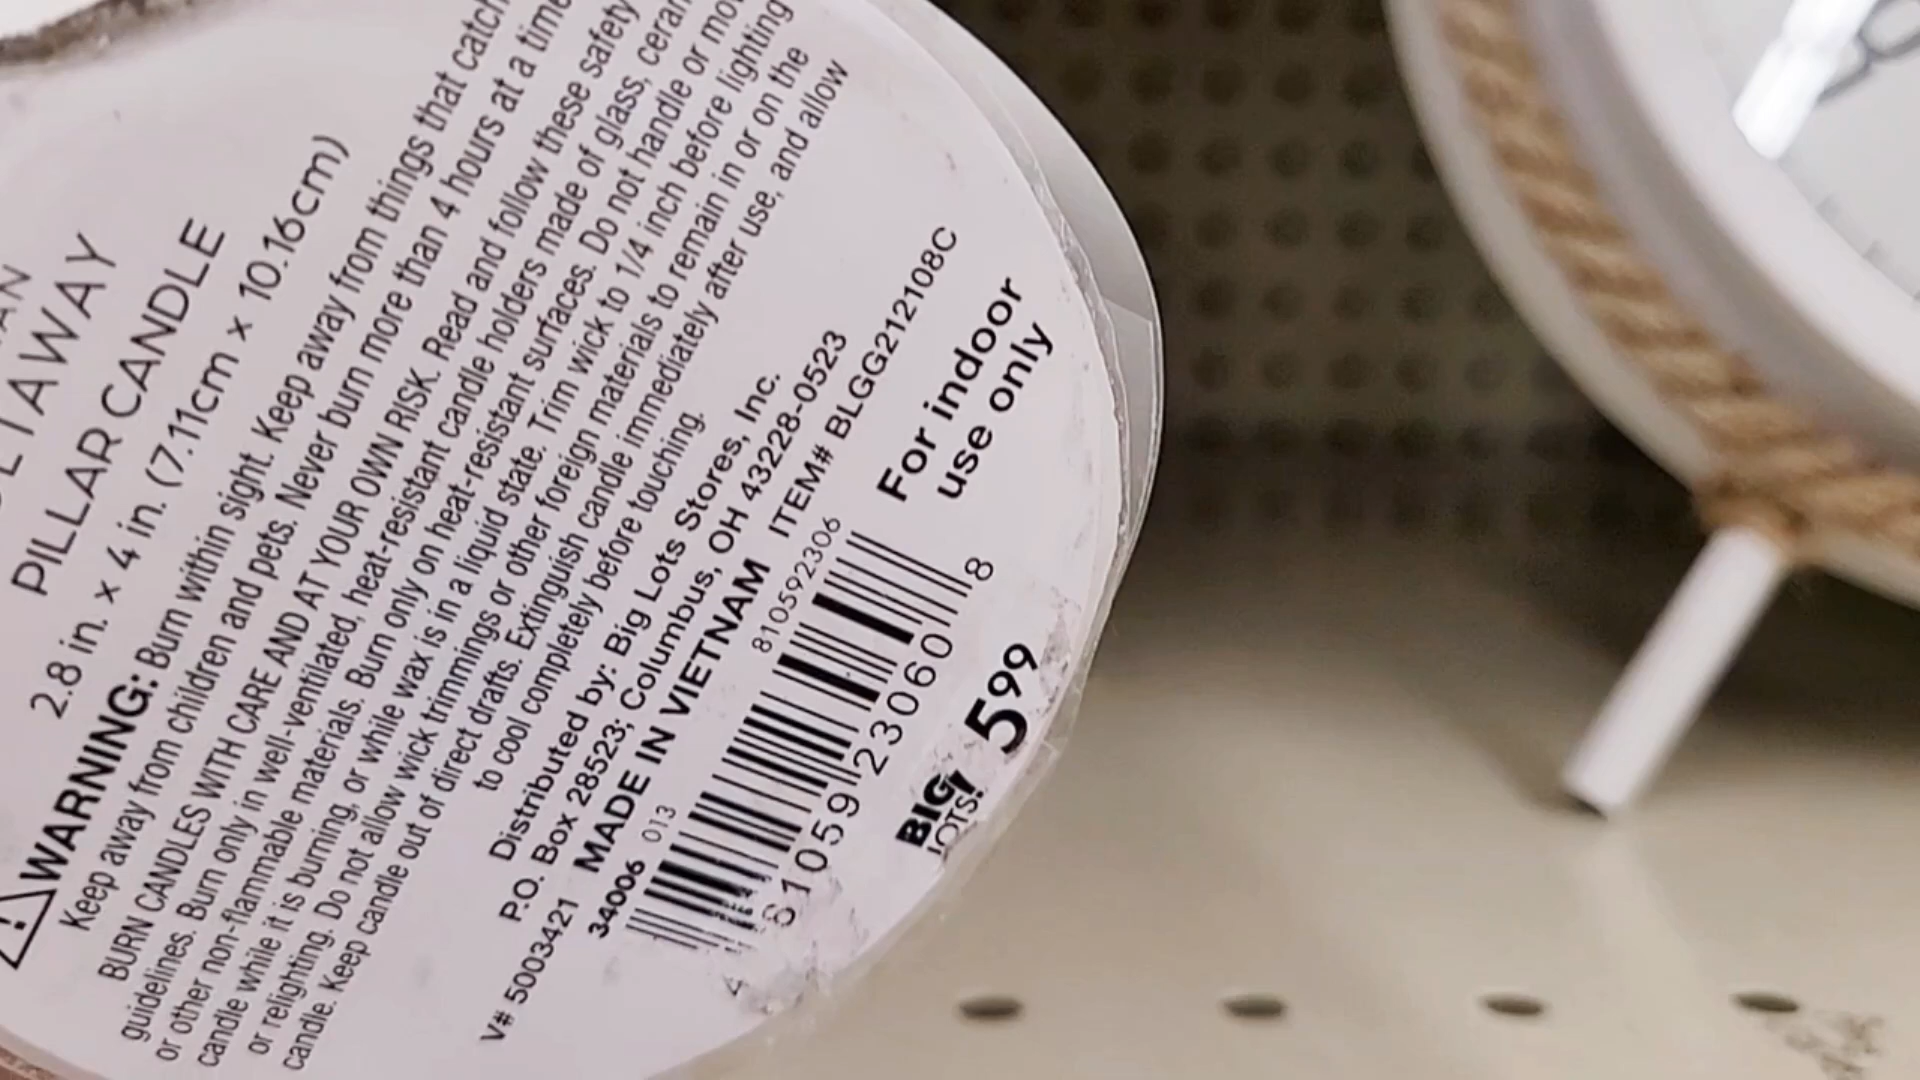 GETAWAY
PILLAR CANDLE
2.8 in. x 4 in. (7.11cm x 10.16cm)
WARNING: Burn within sight. Keep away from things that catch
Keep away from children and pets. Never burn more than 4 hours at a time
BURN CANDLES WITH CARE AND AT YOUR OWN RISK. Read and follow these safety
guidelines. Burn only in well-ventilated, heat-resistant candle holders made of glass,
or other non-flammable materials. Burn only on heat-resistant surfaces. Do not handle or
candle while it is burning, or while wax is in a liquid state. Trim wick to 1/4 inch before lighting
or relighting. Do not allow wick trimmings or other foreign materials to remain in or on the
candle. Keep candle out of direct drafts. Extinguish candle immediately after use, and allow
to cool completely before touching.
Distributed by: Big Lots Stores, Inc.
P.O. Box 28523; Columbus, OH 43228-0523
V# 5003421 MADE IN VIETNAM ITEM# BLGG212108C
34006 013 810592306
4 81059 23060 8
For indoor
use only
BIG LOTS!
5.99